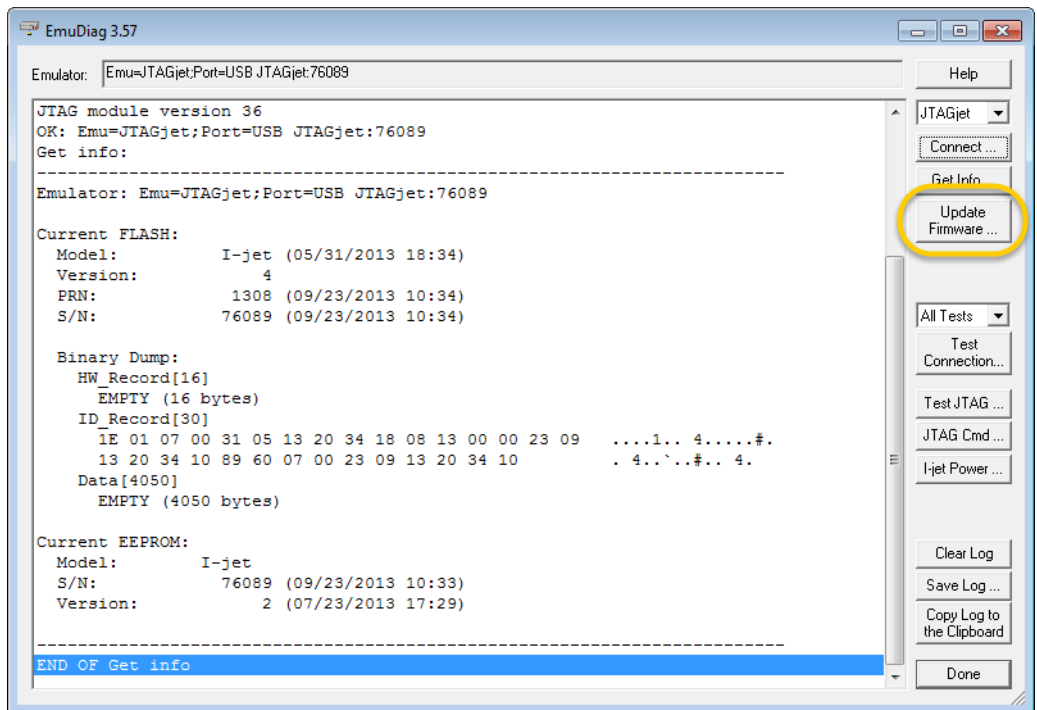 EmuDiag 3.57
Emulator: Emu=JTAGjet;Port=USB JTAGjet:76089
Help
JTAG module version 36
OK: Emu=JTAGjet;Port=USB JTAGjet:76089
Get info:
--------------------------------------------------------------------------
Emulator: Emu=JTAGjet;Port=USB JTAGjet:76089
Current FLASH:
Model: I-jet (05/31/2013 18:34)
Version: 4
PRN: 1308 (09/23/2013 10:34)
S/N: 76089 (09/23/2013 10:34)
Binary Dump:
HW_Record[16]
EMPTY (16 bytes)
ID_Record[30]
1E 01 07 00 31 05 13 20 34 18 08 13 00 00 23 09 ....1.. 4.....#.
13 20 34 10 89 60 07 00 23 09 13 20 34 10 . 4..`..#.. 4.
Data[4050]
EMPTY (4050 bytes)
Current EEPROM:
Model: I-jet
S/N: 76089 (09/23/2013 10:33)
Version: 2 (07/23/2013 17:29)
--------------------------------------------------------------------------
END OF Get info
JTAGjet
Connect ...
Get Info
Update
Firmware ...
All Tests
Test
Connection...
Test JTAG ...
JTAG Cmd ...
I-jet Power ...
Clear Log
Save Log ...
Copy Log to
the Clipboard
Done